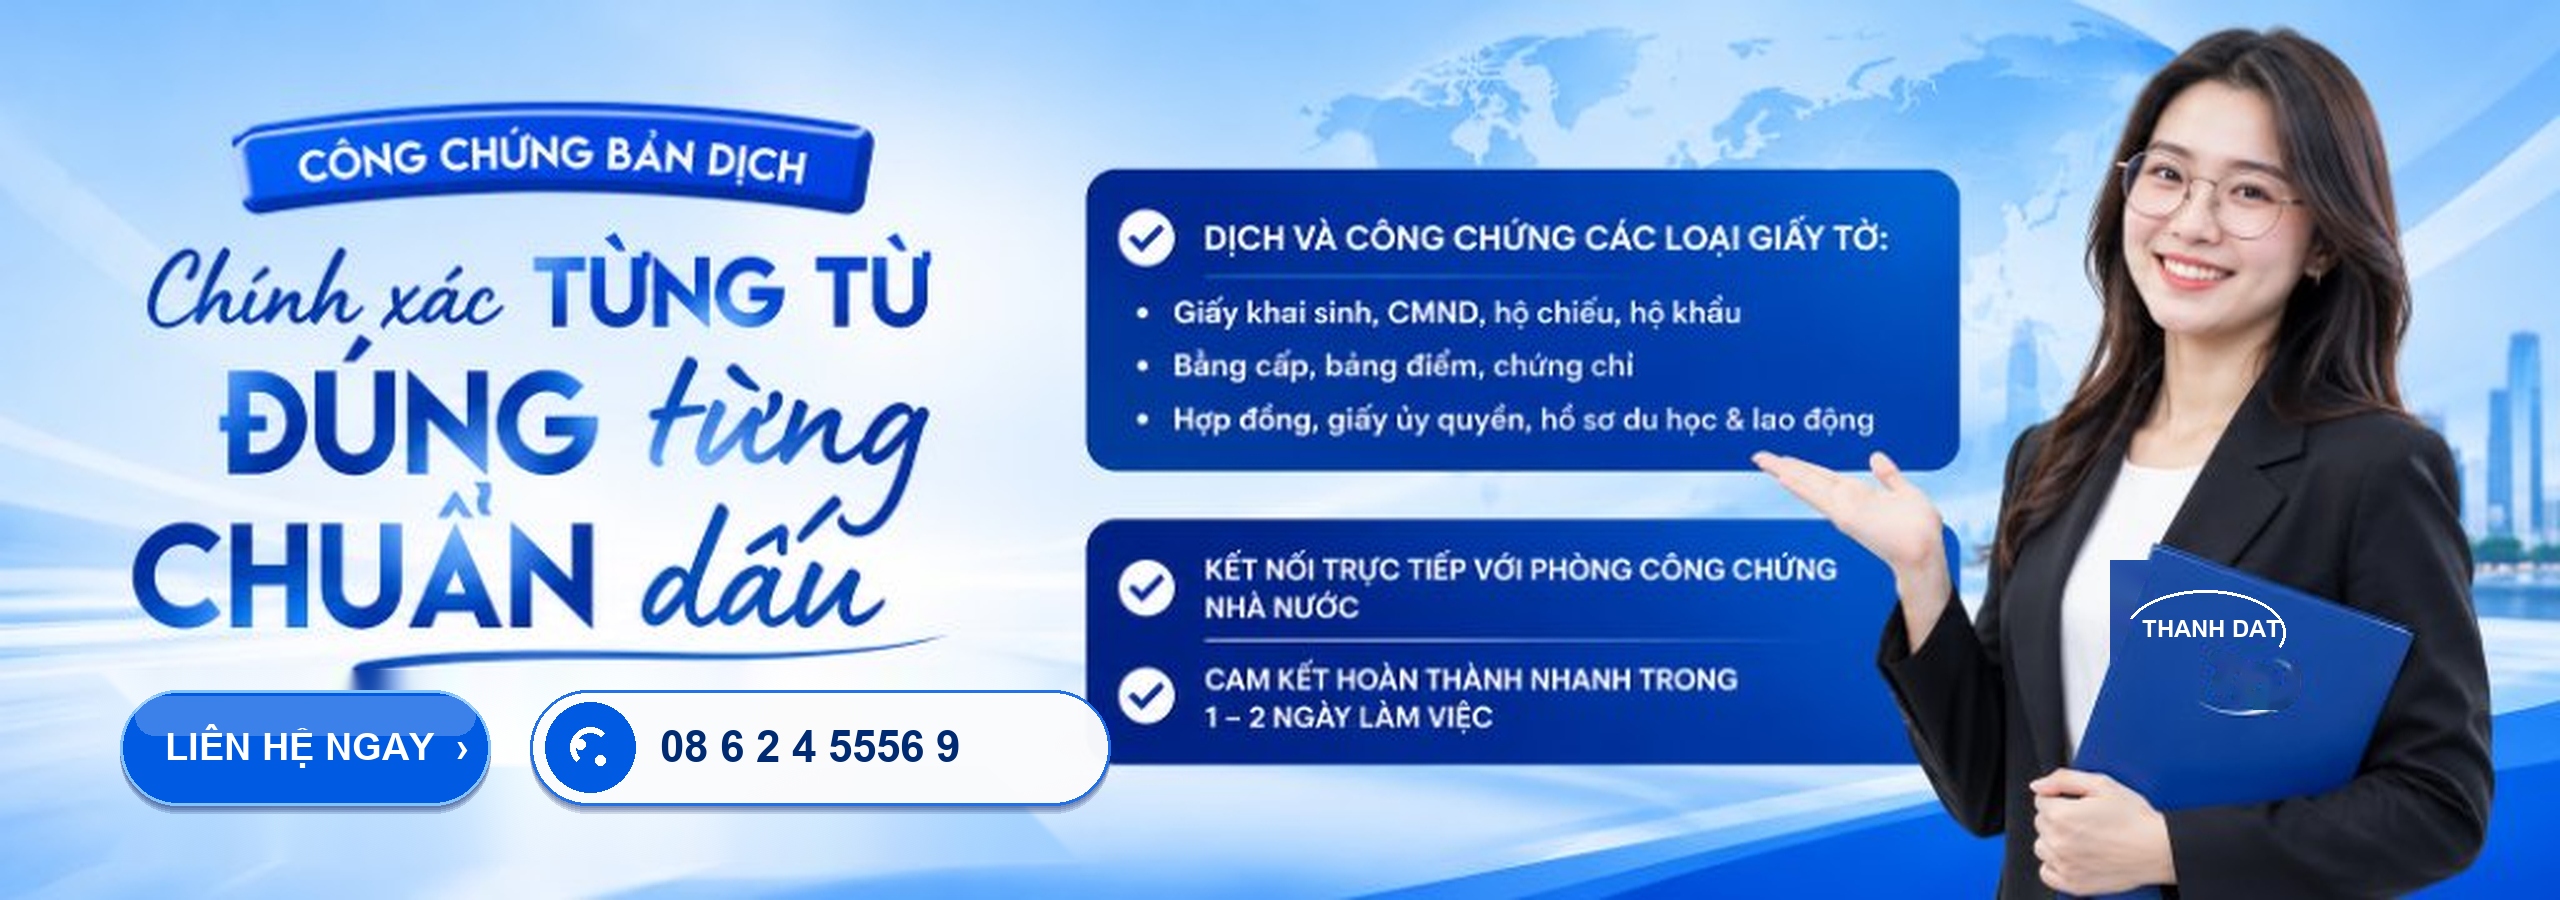 CÔNG CHỨNG BẢN DỊCH
Chính xác TỪNG TỪ
ĐÚNG từng
CHUẨN dấu
LIÊN HỆ NGAY ›
08 6 2 4 5556 9
DỊCH VÀ CÔNG CHỨNG CÁC LOẠI GIẤY TỜ:
• Giấy khai sinh, CMND, hộ chiếu, hộ khẩu
• Bằng cấp, bảng điểm, chứng chỉ
• Hợp đồng, giấy ủy quyền, hồ sơ du học & lao động
KẾT NỐI TRỰC TIẾP VỚI PHÒNG CÔNG CHỨNG
NHÀ NƯỚC
CAM KẾT HOÀN THÀNH NHANH TRONG
1 – 2 NGÀY LÀM VIỆC
THANH DAT